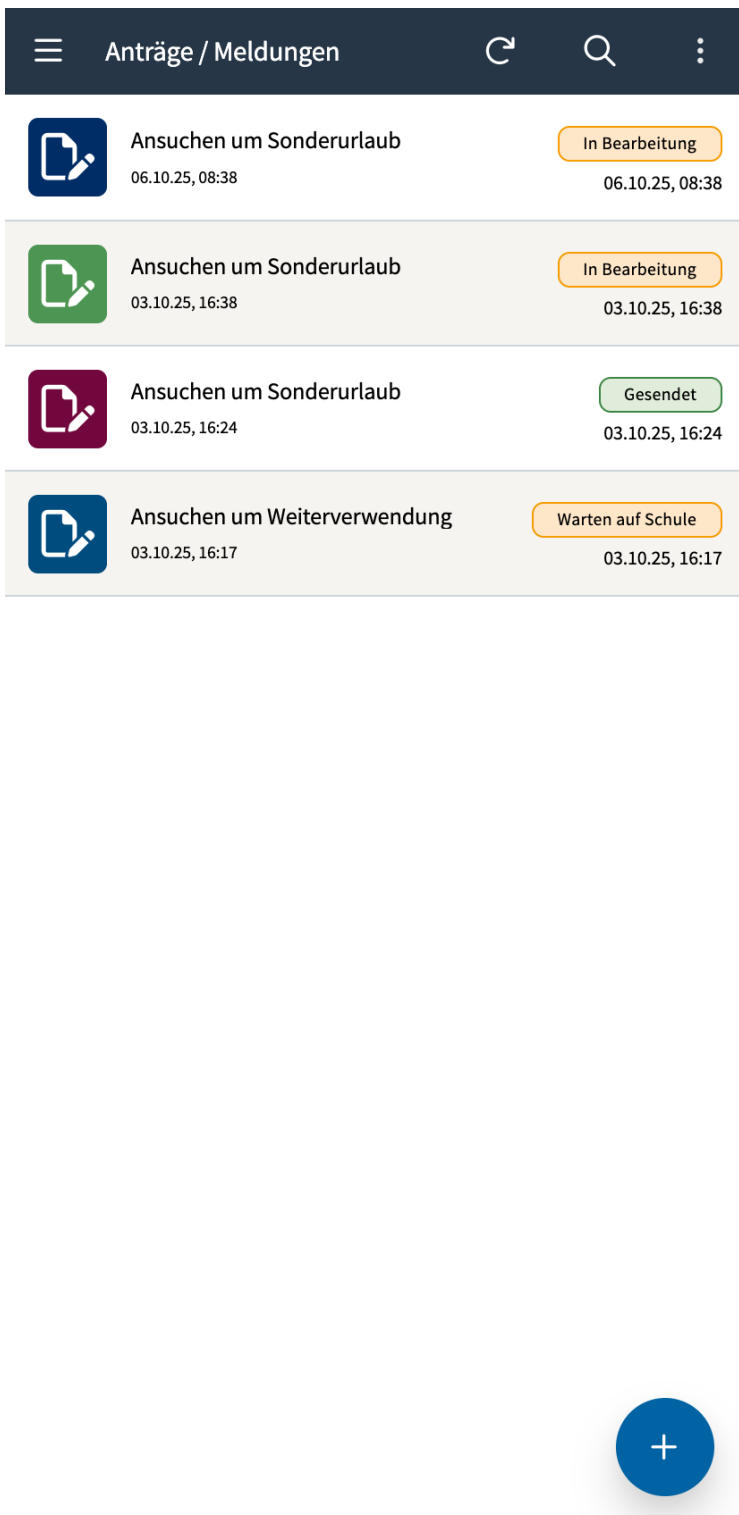 Anträge / Meldungen
Ansuchen um Sonderurlaub
In Bearbeitung
06.10.25, 08:38
06.10.25, 08:38
Ansuchen um Sonderurlaub
In Bearbeitung
03.10.25, 16:38
03.10.25, 16:38
Ansuchen um Sonderurlaub
Gesendet
03.10.25, 16:24
03.10.25, 16:24
Ansuchen um Weiterverwendung
Warten auf Schule
03.10.25, 16:17
03.10.25, 16:17